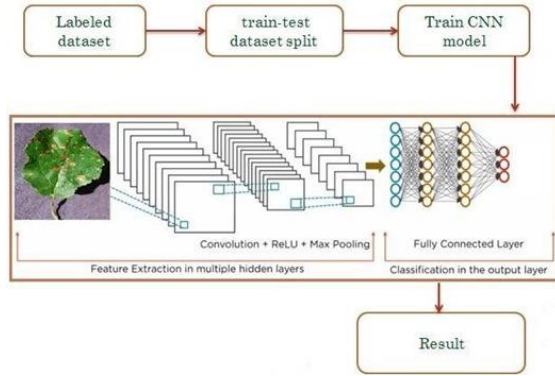 Labeled
dataset
train-test
dataset split
Train CNN
model
Convolution + ReLU + Max Pooling
Fully Connected Layer
Feature Extraction in multiple hidden layers
Classification in the output layer
Result